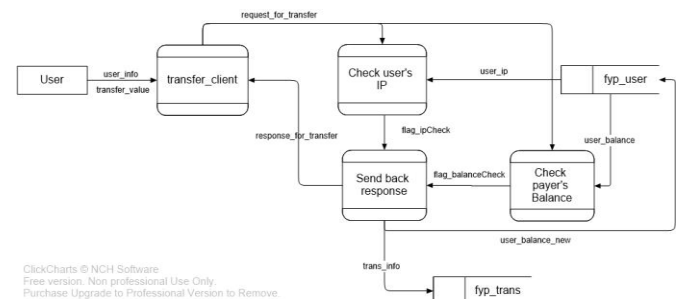 request_for_transfer
User
user_info
transfer_value
transfer_client
Check user's
IP
user_ip
fyp_user
response_for_transfer
flag_ipCheck
user_balance
Send back
response
flag_balanceCheck
Check
payer's
Balance
user_balance_new
trans_info
fyp_trans
ClickCharts © NCH Software
Free version. Non professional Use Only.
Purchase Upgrade to Professional Version to Remove.